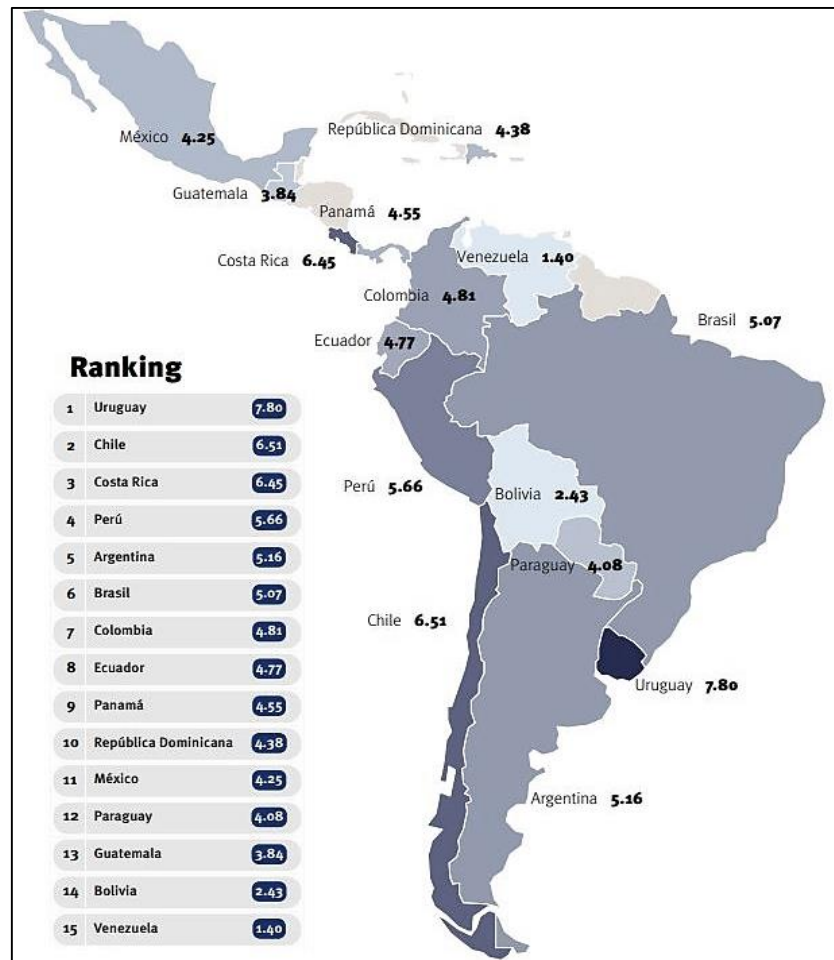 República Dominicana 4.38
México 4.25
Guatemala 3.84
Panamá 4.55
Costa Rica 6.45
Venezuela 1.40
Colombia 4.81
Brasil 5.07
Ecuador 4.77
Ranking
1 Uruguay 7.80
2 Chile 6.51
3 Costa Rica 6.45
4 Perú 5.66
5 Argentina 5.16
6 Brasil 5.07
7 Colombia 4.81
8 Ecuador 4.77
9 Panamá 4.55
10 República Dominicana 4.38
11 México 4.25
12 Paraguay 4.08
13 Guatemala 3.84
14 Bolivia 2.43
15 Venezuela 1.40
Perú 5.66
Bolivia 2.43
Paraguay 4.08
Chile 6.51
Uruguay 7.80
Argentina 5.16